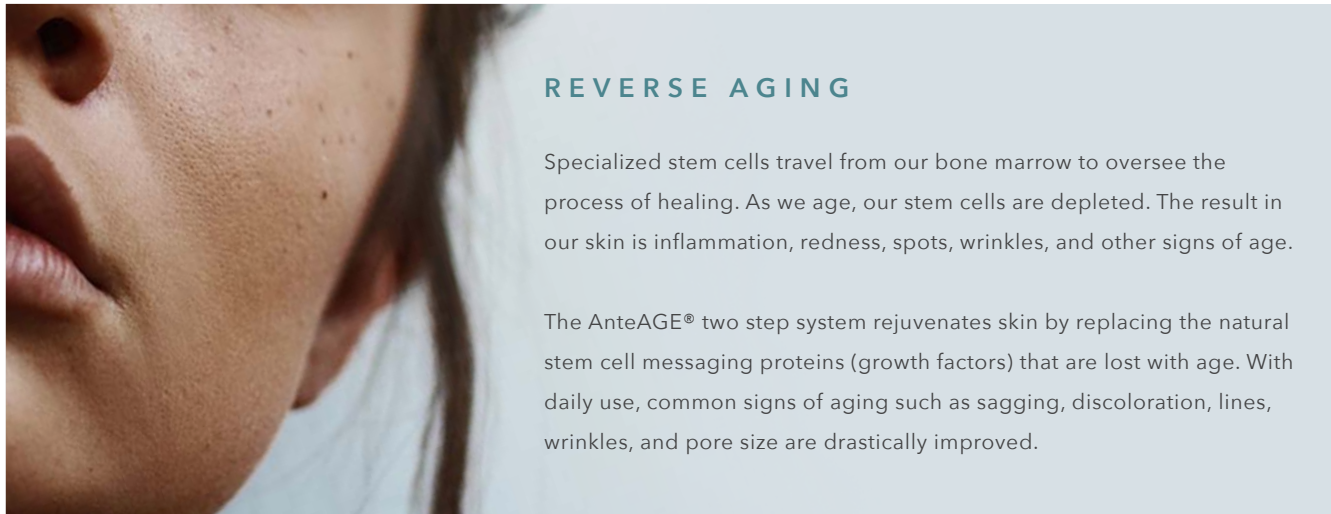 REVERSE AGING
Specialized stem cells travel from our bone marrow to oversee the
process of healing. As we age, our stem cells are depleted. The result in
our skin is inflammation, redness, spots, wrinkles, and other signs of age.
The AnteAGE® two step system rejuvenates skin by replacing the natural
stem cell messaging proteins (growth factors) that are lost with age. With
daily use, common signs of aging such as sagging, discoloration, lines,
wrinkles, and pore size are drastically improved.